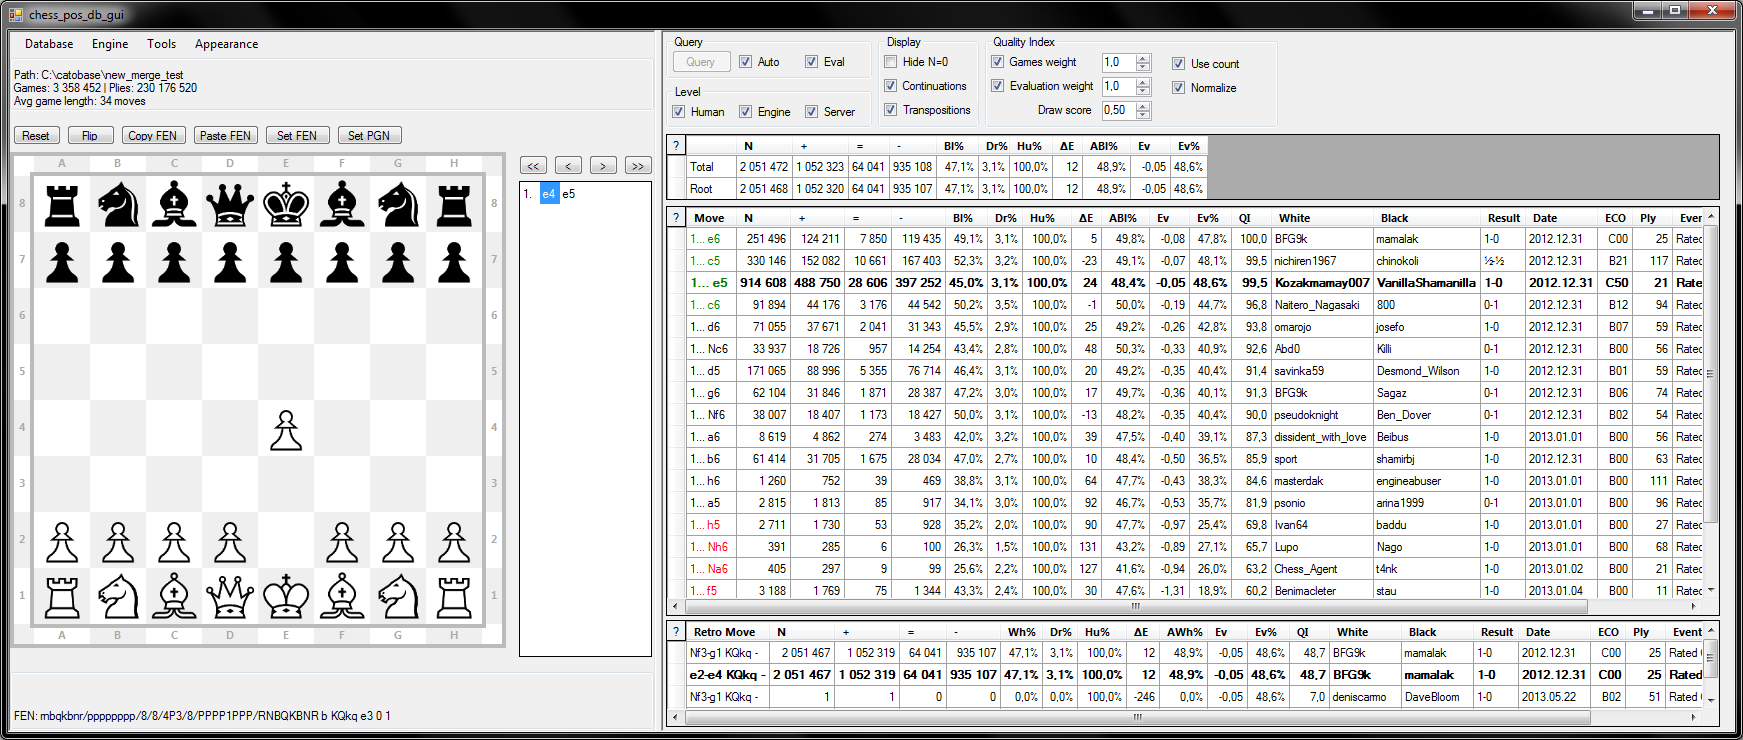 chess_pos_db_gui
Database Engine Tools Appearance
Path: C:\catobase\new_merge_test
Games: 3 358 452 | Plies: 230 176 520
Avg game length: 34 moves
Reset Flip Copy FEN Paste FEN Set FEN Set PGN
A B C D E F G H
8 8
7 7
6 6
5 5
4 4
3 3
2 2
1 1
A B C D E F G H
<< < > >>
1. e4 e5
FEN: rnbqkbnr/pppppppp/8/8/4P3/8/PPPP1PPP/RNBQKBNR b KQkq e3 0 1
Query
Query Auto Eval
Level
Human Engine Server
Display
Hide N=0
Continuations
Transpositions
Quality Index
Games weight 1,0 Use count
Evaluation weight 1,0 Normalize
Draw score 0,50
? N + = - Bl% Dr% Hu% ΔE ABl% Ev Ev%
Total 2 051 472 1 052 323 64 041 935 108 47,1% 3,1% 100,0% 12 48,9% -0,05 48,6%
Root 2 051 468 1 052 320 64 041 935 107 47,1% 3,1% 100,0% 12 48,9% -0,05 48,6%
? Move N + = - Bl% Dr% Hu% ΔE ABl% Ev Ev% QI White Black Result Date ECO Ply Even
1... e6 251 496 124 211 7 850 119 435 49,1% 3,1% 100,0% 5 49,8% -0,08 47,8% 100,0 BFG9k mamalak 1-0 2012.12.31 C00 25 Rated
1... c5 330 146 152 082 10 661 167 403 52,3% 3,2% 100,0% -23 49,1% -0,07 48,1% 99,5 nichiren1967 chinokoli ½-½ 2012.12.31 B21 117 Rated
1... e5 914 608 488 750 28 606 397 252 45,0% 3,1% 100,0% 24 48,4% -0,05 48,6% 99,5 Kozakmamay007 VanillaShamanilla 1-0 2012.12.31 C50 21 Rate
1... c6 91 894 44 176 3 176 44 542 50,2% 3,5% 100,0% -1 50,0% -0,19 44,7% 96,8 Naitero_Nagasaki 800 0-1 2012.12.31 B12 94 Rated
1... d6 71 055 37 671 2 041 31 343 45,5% 2,9% 100,0% 25 49,2% -0,26 42,8% 93,8 omarojo josefo 1-0 2012.12.31 B07 59 Rated
1... Nc6 33 937 18 726 957 14 254 43,4% 2,8% 100,0% 48 50,3% -0,33 40,9% 92,6 Abd0 Killi 0-1 2012.12.31 B00 56 Rated
1... d5 171 065 88 996 5 355 76 714 46,4% 3,1% 100,0% 20 49,2% -0,35 40,4% 91,4 savinka59 Desmond_Wilson 1-0 2012.12.31 B01 59 Rated
1... g6 62 104 31 846 1 871 28 387 47,2% 3,0% 100,0% 17 49,7% -0,36 40,1% 91,3 BFG9k Sagaz 0-1 2012.12.31 B06 74 Rated
1... Nf6 38 007 18 407 1 173 18 427 50,0% 3,1% 100,0% -13 48,2% -0,35 40,4% 90,0 pseudoknight Ben_Dover 0-1 2012.12.31 B02 54 Rated
1... a6 8 619 4 862 274 3 483 42,0% 3,2% 100,0% 39 47,5% -0,40 39,1% 87,3 dissident_with_love Beibus 1-0 2013.01.01 B00 56 Rated
1... b6 61 414 31 705 1 675 28 034 47,0% 2,7% 100,0% 10 48,4% -0,50 36,5% 85,9 sport shamirbj 1-0 2012.12.31 B00 63 Rated
1... h6 1 260 752 39 469 38,8% 3,1% 100,0% 64 47,7% -0,43 38,3% 84,6 masterdak engineabuser 1-0 2013.01.01 B00 111 Rated
1... a5 2 815 1 813 85 917 34,1% 3,0% 100,0% 92 46,7% -0,53 35,7% 81,9 psonio arina1999 0-1 2013.01.01 B00 96 Rated
1... h5 2 711 1 730 53 928 35,2% 2,0% 100,0% 90 47,7% -0,97 25,4% 69,8 Ivan64 baddu 1-0 2013.01.01 B00 27 Rated
1... Nh6 391 285 6 100 26,3% 1,5% 100,0% 131 43,2% -0,89 27,1% 65,7 Lupo Nago 1-0 2013.01.01 B00 68 Rated
1... Na6 405 297 9 99 25,6% 2,2% 100,0% 127 41,6% -0,94 26,0% 63,2 Chess_Agent t4nk 1-0 2013.01.02 B00 21 Rated
1... f5 3 188 1 769 75 1 344 43,3% 2,4% 100,0% 30 47,6% -1,31 18,9% 60,2 Benimacleter stau 1-0 2013.01.04 B00 11 Rated
? Retro Move N + = - Wh% Dr% Hu% ΔE AWh% Ev Ev% QI White Black Result Date ECO Ply Event
Nf3-g1 KQkq - 2 051 467 1 052 319 64 041 935 107 47,1% 3,1% 100,0% 12 48,9% -0,05 48,6% 48,7 BFG9k mamalak 1-0 2012.12.31 C00 25 Rated
e2-e4 KQkq - 2 051 467 1 052 319 64 041 935 107 47,1% 3,1% 100,0% 12 48,9% -0,05 48,6% 48,7 BFG9k mamalak 1-0 2012.12.31 C00 25 Rated
Nf3-g1 KQkq - 1 1 0 0 0,0% 0,0% 100,0% -246 0,0% -0,05 48,6% 7,0 deniscamo DaveBloom 1-0 2013.05.22 B02 51 Rated